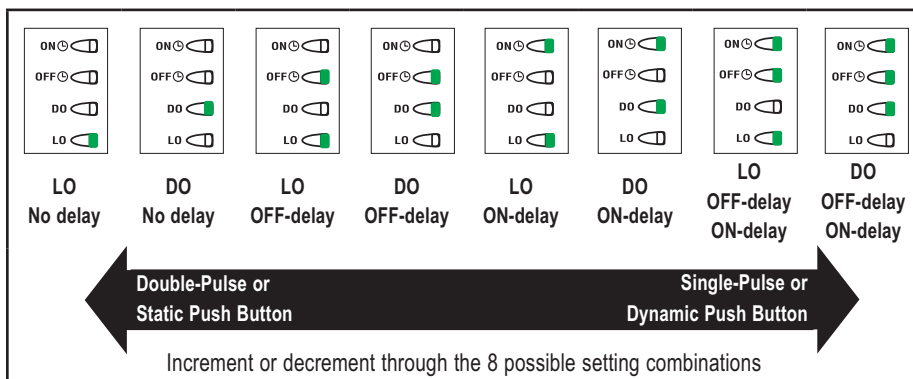 ON ON ON ON ON ON ON ON
OFF OFF OFF OFF OFF OFF OFF OFF
DO DO DO DO DO DO DO DO
LO LO LO LO LO LO LO LO
LO DO LO DO LO DO LO DO
No delay No delay OFF-delay OFF-delay ON-delay ON-delay OFF-delay OFF-delay
ON-delay ON-delay
Double-Pulse or Single-Pulse or
Static Push Button Dynamic Push Button
Increment or decrement through the 8 possible setting combinations